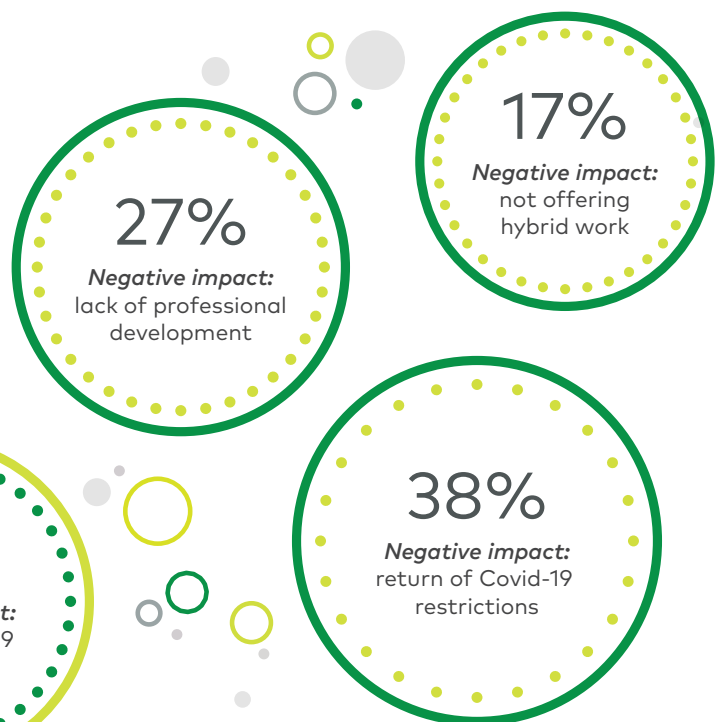 17%
Negative impact:
not offering
hybrid work
27%
Negative impact:
lack of professional
development
38%
Negative impact:
return of Covid-19
restrictions
t:
9